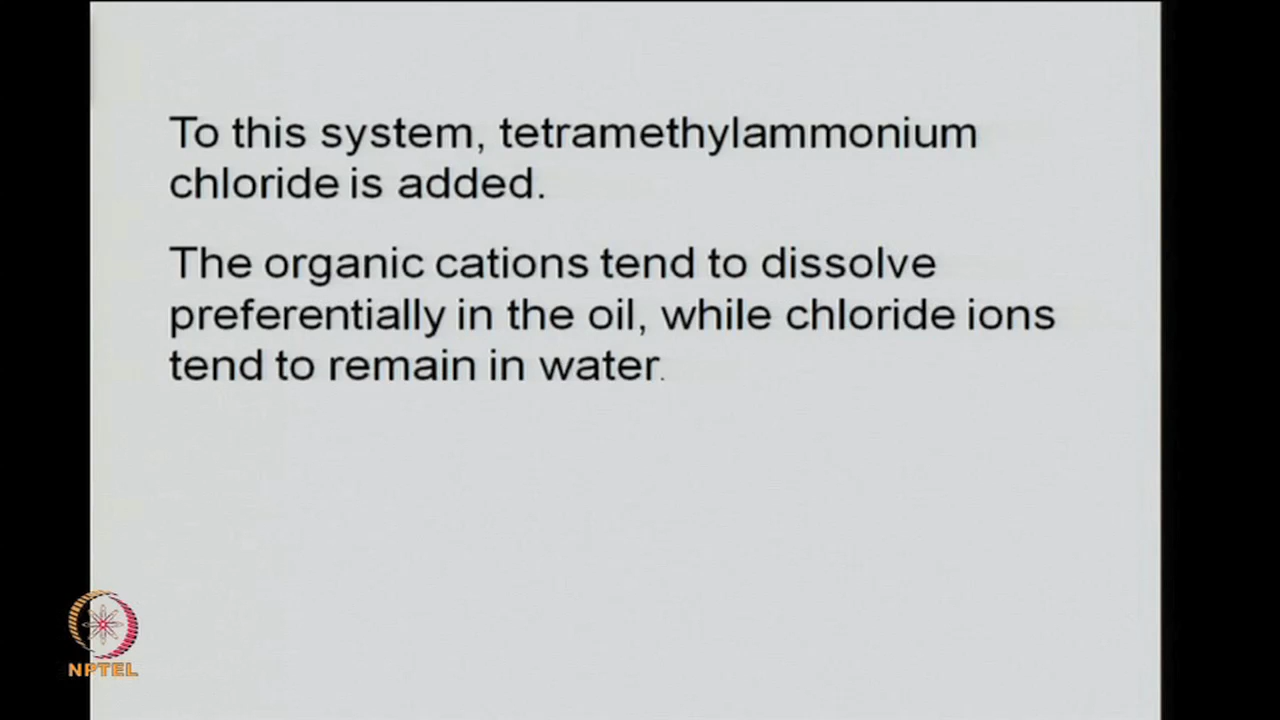 To this system, tetramethylammonium
chloride is added.
The organic cations tend to dissolve
preferentially in the oil, while chloride ions
tend to remain in water.
NPTEL